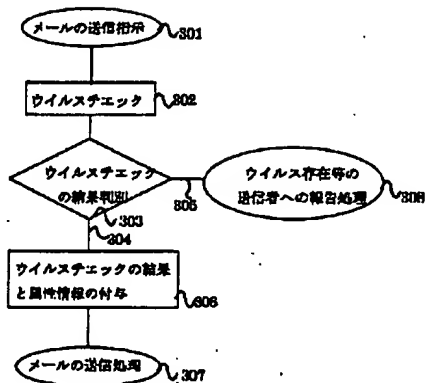 メールの送信指示
301
ウイルスチェック
302
ウイルスチェック
の結果判別
303
304
305
ウイルス存在等の
送信者への報告処理
308
ウイルスチェックの結果
と属性情報の付与
306
メールの送信処理
307